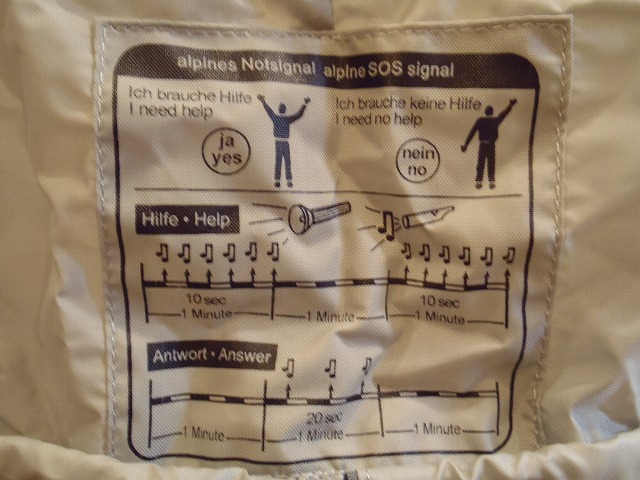 alpines Notsignal alpine SOS signal
Ich brauche Hilfe
I need help
ja
yes
Ich brauche keine Hilfe
I need no help
nein
no
Hilfe • Help
10 sec
10 sec
1 Minute
1 Minute
1 Minute
Antwort • Answer
20 sec
1 Minute
1 Minute
1 Minute